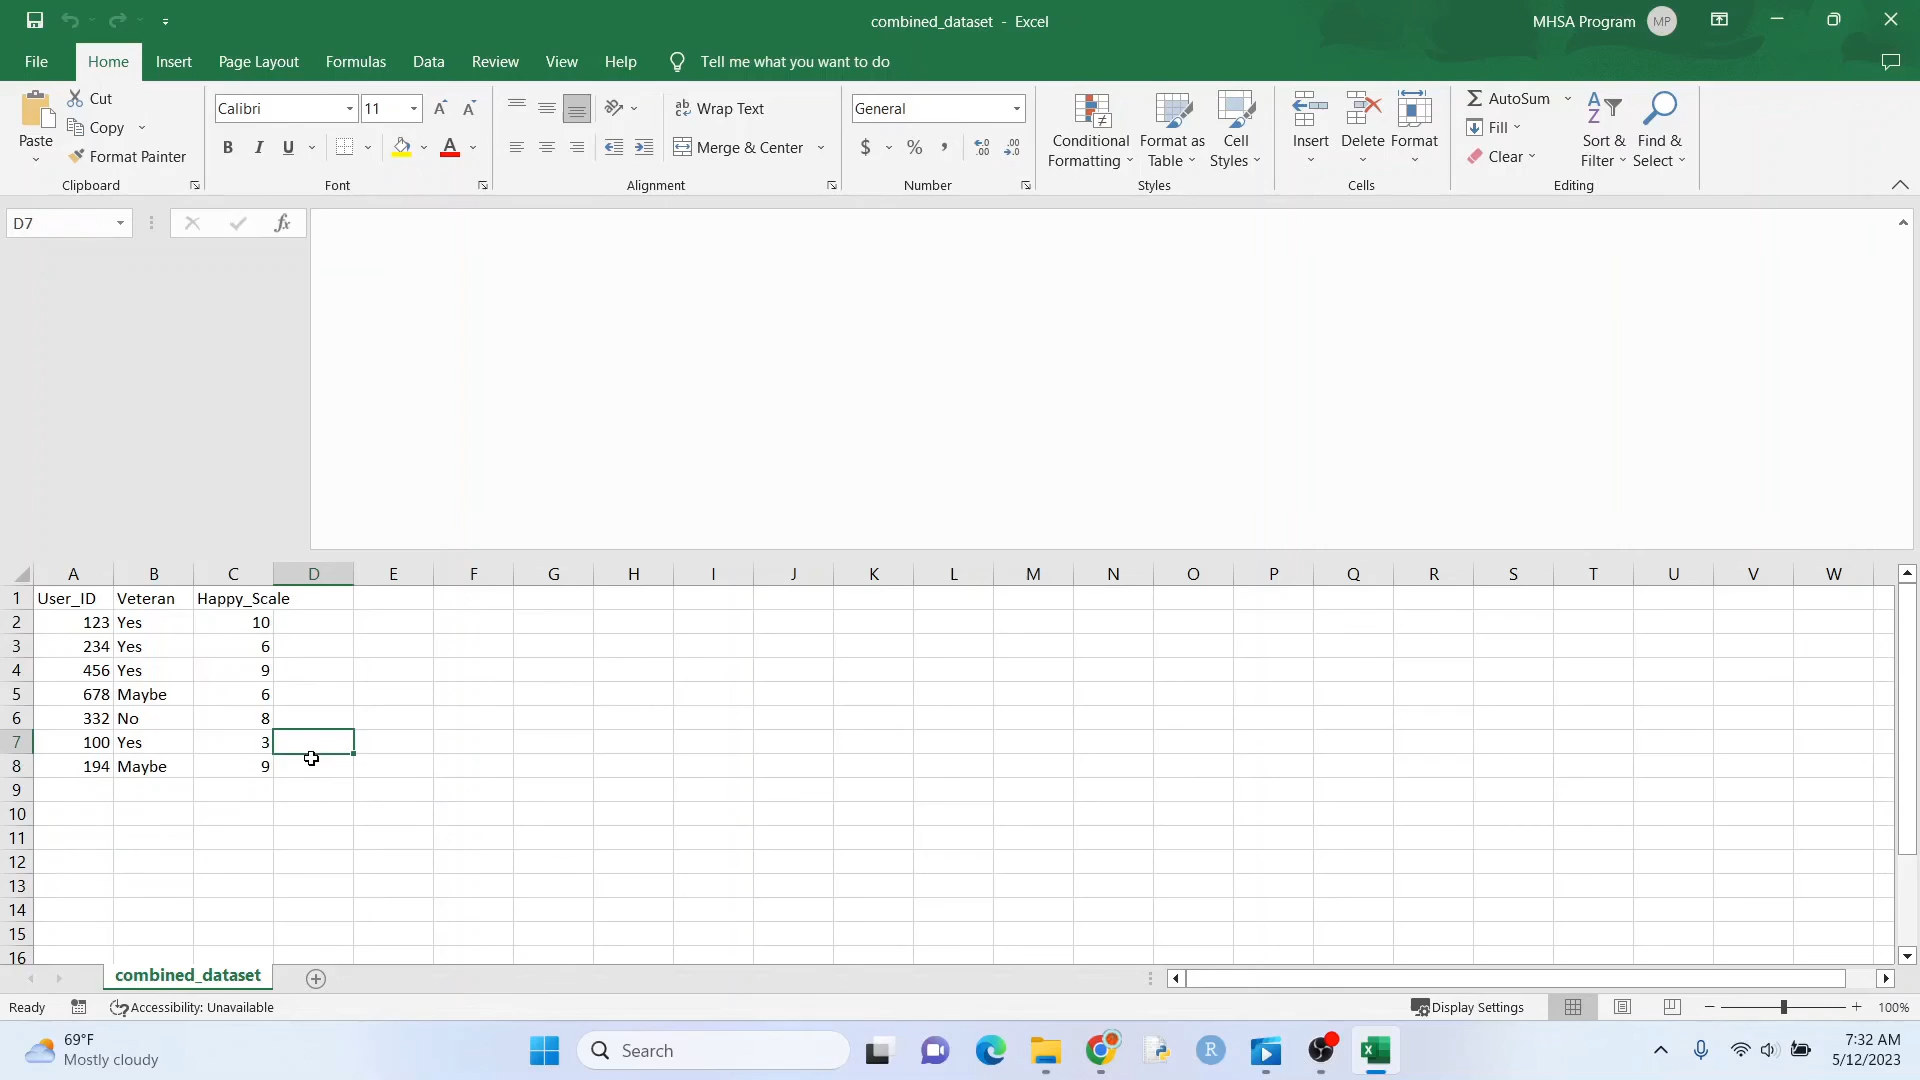 combined_dataset - Excel
MHSA Program MP
File Home Insert Page Layout Formulas Data Review View Help Tell me what you want to do
Paste
Cut
Copy
Format Painter
Clipboard
Calibri 11
B I U
Font
Wrap Text
Merge & Center
Alignment
General
$ % ,
Number
Conditional Formatting
Format as Table
Cell Styles
Styles
Insert Delete Format
Cells
AutoSum
Fill
Clear
Sort & Filter
Find & Select
Editing
D7 fx
A B C D E F G H I J K L M N O P Q R S T U V W
1 User_ID Veteran Happy_Scale
2 123 Yes 10
3 234 Yes 6
4 456 Yes 9
5 678 Maybe 6
6 332 No 8
7 100 Yes 3
8 194 Maybe 9
9
10
11
12
13
14
15
16
combined_dataset
Ready Accessibility: Unavailable Display Settings 100%
69°F
Mostly cloudy
Search
7:32 AM
5/12/2023